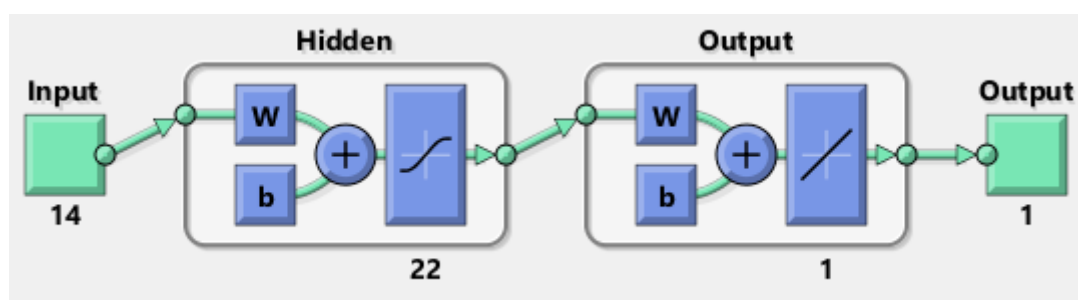 Hidden Output
Input Output
W W
+ +
b b
14 1
22 1